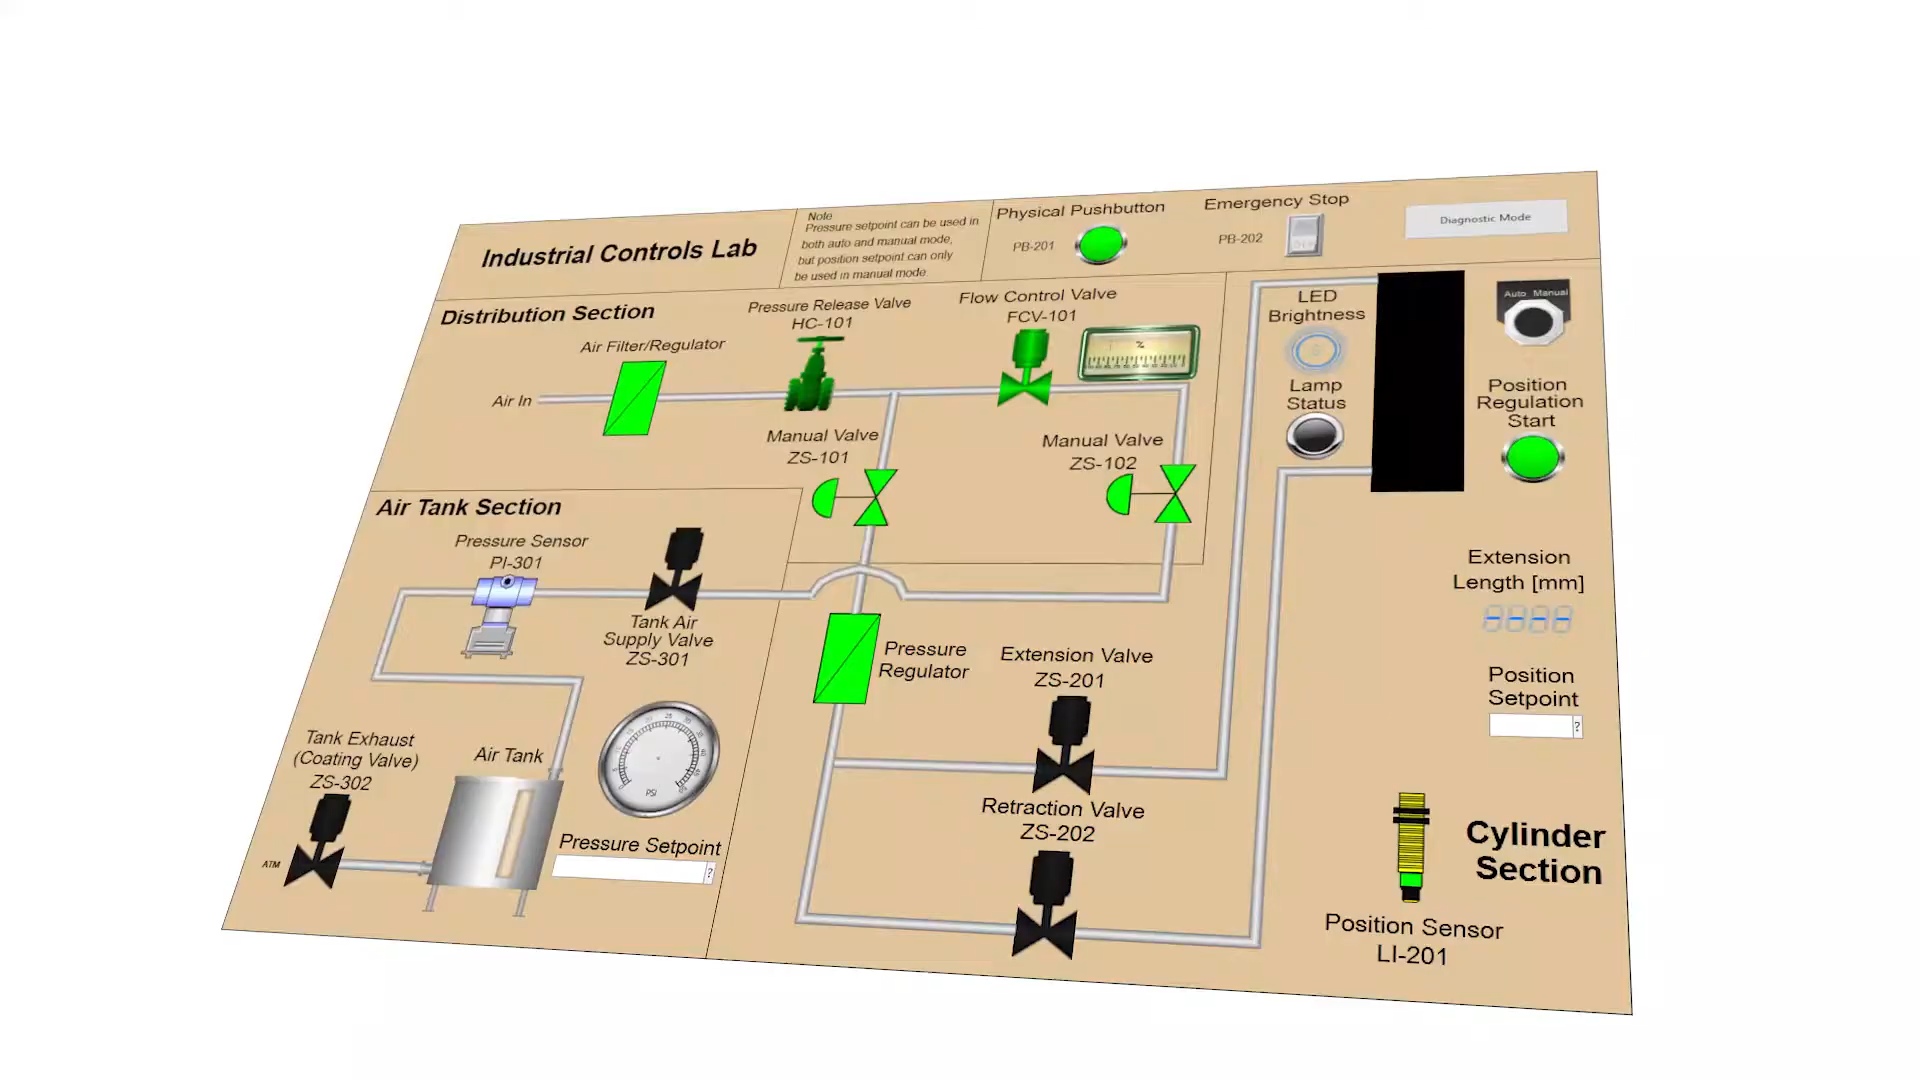 Industrial Controls Lab
Note
Pressure setpoint can be used in
both auto and manual mode,
but position setpoint can only
be used in manual mode.
Physical Pushbutton
PB-201
Emergency Stop
PB-202
Diagnostic Mode
Distribution Section
Air Filter/Regulator
Air In
Pressure Release Valve
HC-101
Flow Control Valve
FCV-101
%
Manual Valve
ZS-101
Manual Valve
ZS-102
LED
Brightness
Lamp
Status
Auto Manual
Position
Regulation
Start
Air Tank Section
Pressure Sensor
PI-301
Tank Air
Supply Valve
ZS-301
Pressure
Regulator
Extension Valve
ZS-201
Extension
Length [mm]
Position
Setpoint
?
Tank Exhaust
(Coating Valve)
ZS-302
Air Tank
PSI
ATM
Pressure Setpoint
?
Retraction Valve
ZS-202
Cylinder
Section
Position Sensor
LI-201